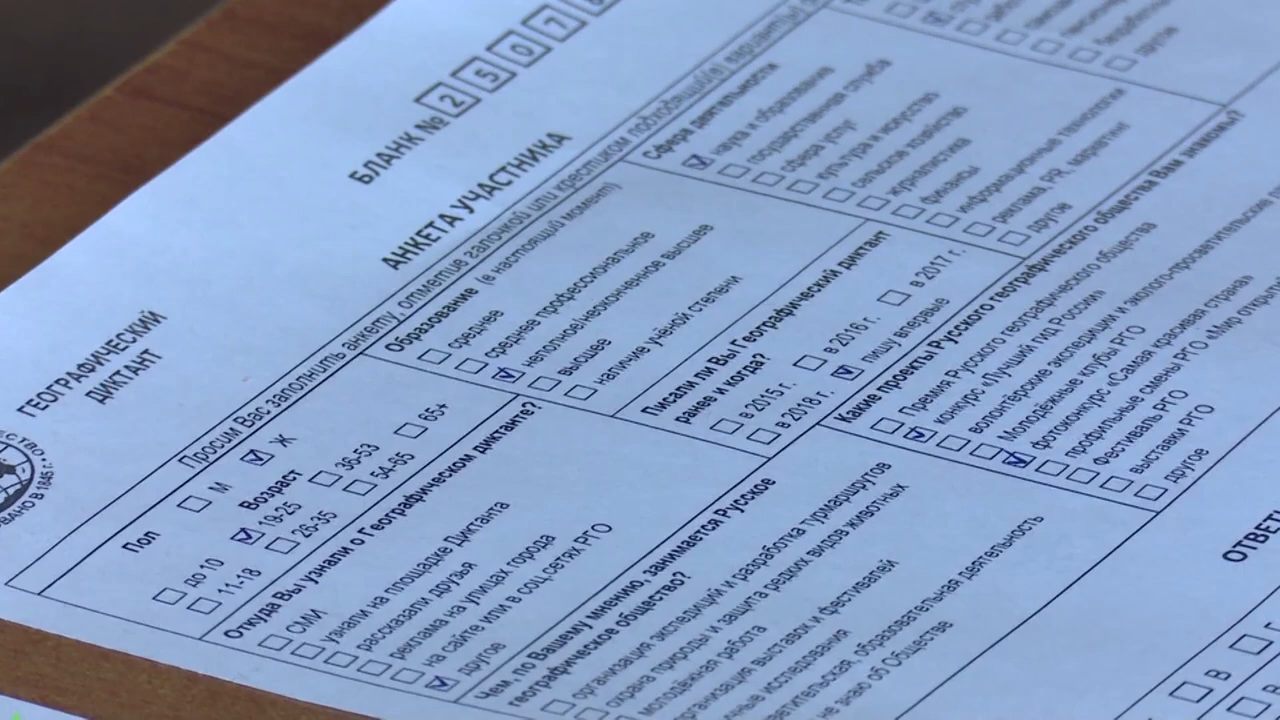 ГЕОГРАФИЧЕСКИЙ
ДИКТАНТ
БЛАНК № 2 5 0 7
АНКЕТА УЧАСТНИКА
Просим Вас заполнить анкету, отметив галочкой или крестиком подходящий(е) вариант(ы)
Пол
М
Ж
Возраст
до 10
19-25
36-53
65+
11-18
26-35
54-65
Откуда Вы узнали о Географическом диктанте?
СМИ
узнали на площадке Диктанта
рассказали друзья
реклама на улицах города
на сайте или в соц.сетях РГО
другое
Образование (в настоящий момент)
среднее
среднее профессиональное
неполное/неоконченное высшее
высшее
наличие учёной степени
Писали ли Вы Географический диктант
ранее и когда?
в 2015 г.
в 2016 г.
в 2017 г.
в 2018 г.
пишу впервые
Чем, по Вашему мнению, занимается Русское
географическое общество?
организация экспедиций и разработка турмаршрутов
охрана природы и защита редких видов животных
молодёжная работа
выставок и фестивалей
исследования
образовательная деятельность
не знаю об Обществе
Сфера деятельности
наука и образование
государственная служба
сфера услуг
культура и искусство
сельское хозяйство
журналистика
финансы
информационные технологии
реклама, PR, маркетинг
другое
Какие проекты Русского географического общества Вам знакомы?
Премия Русского географического общества
конкурс «Лучший гид России»
волонтёрские экспедиции и эколого-просветительские
Молодёжные клубы РГО
фотоконкурс «Самая красивая страна»
профильные смены РГО «Мир
Фестиваль РГО
выставки РГО
другое
другое
В
В